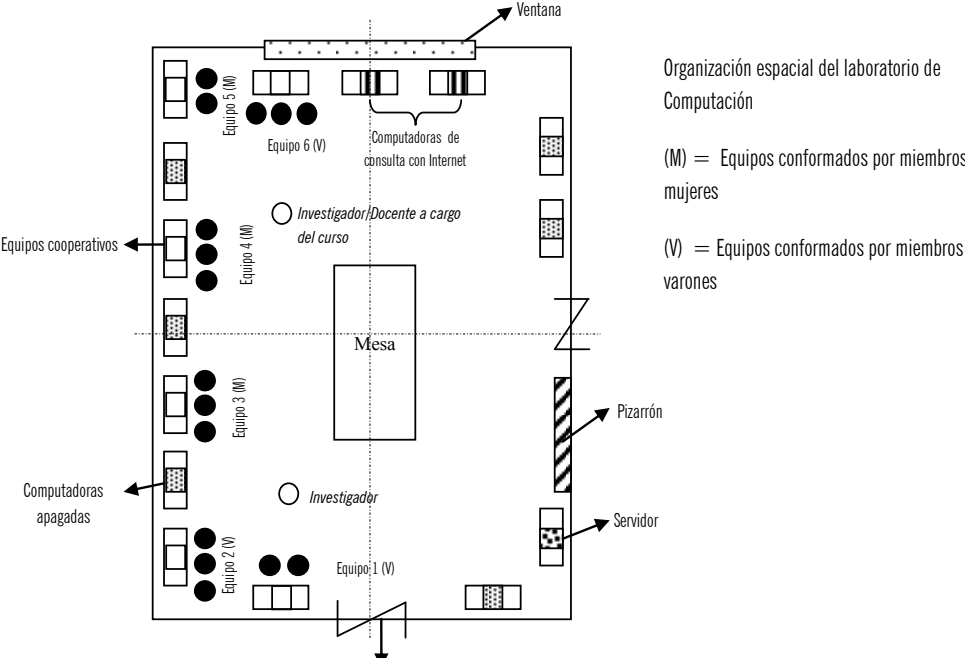 Ventana
Organización espacial del laboratorio de
Computación
(M) = Equipos conformados por miembros
mujeres
(V) = Equipos conformados por miembros
varones
Equipo 5 (M)
Equipo 6 (V)
Computadoras de
consulta con Internet
Investigador/Docente a cargo
del curso
Equipos cooperativos
Equipo 4 (M)
Mesa
Equipo 3 (M)
Pizarrón
Computadoras
apagadas
Investigador
Servidor
Equipo 2 (V)
Equipo 1 (V)